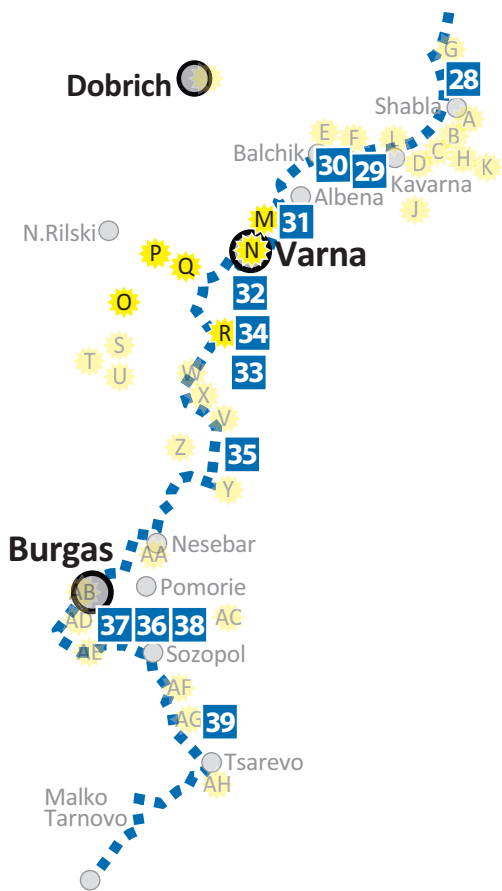 G
28
Dobrich
Shabla
A
E
F
I
B
Balchik
30
29
D
C
H
K
Kavarna
Albena
J
M
31
N.Rilski
N
Varna
P
Q
32
O
R
34
S
T
U
W
33
X
V
Z
35
Y
Burgas
Nesebar
AA
AB
Pomorie
AD
37
36
38
AC
AE
Sozopol
AF
AG
39
Tsarevo
AH
Malko
Tarnovo